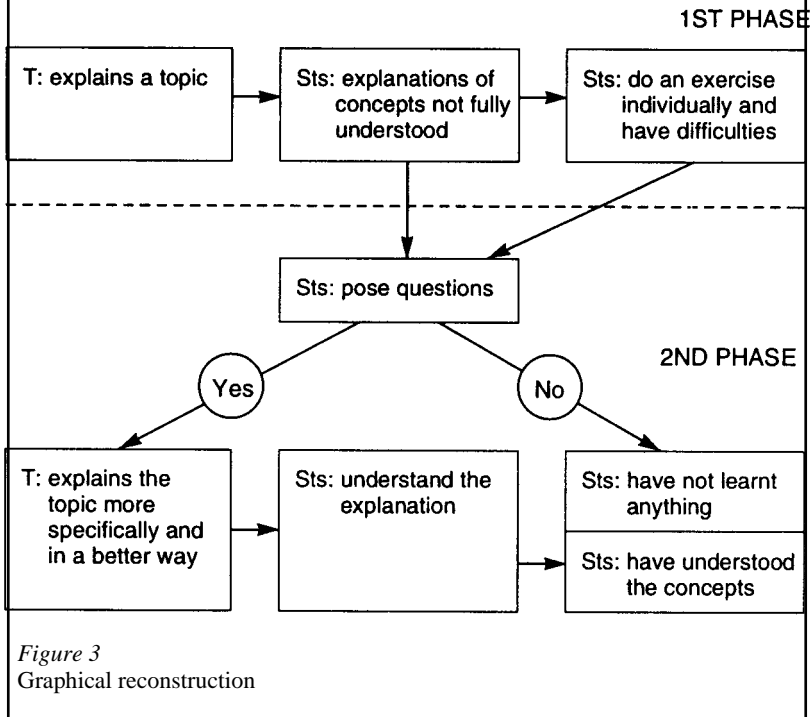 1ST PHASE
T: explains a topic
Sts: explanations of
concepts not fully
understood
Sts: do an exercise
individually and
have difficulties
Sts: pose questions
2ND PHASE
Yes
No
T: explains the
topic more
specifically and
in a better way
Sts: understand the
explanation
Sts: have not learnt
anything
Sts: have understood
the concepts
Figure 3
Graphical reconstruction